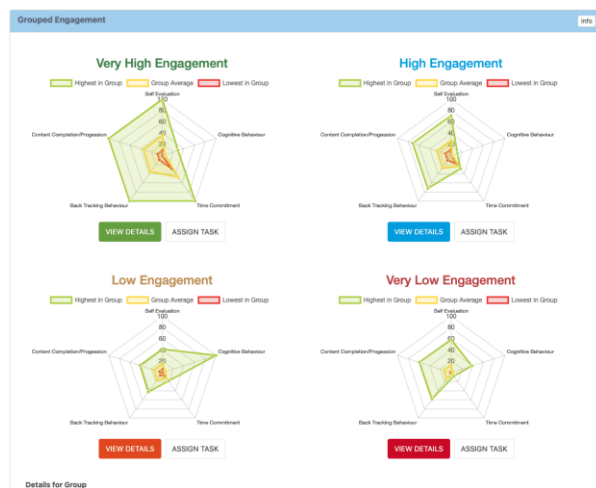 Grouped Engagement
Info
Very High Engagement
Highest in Group Group Average Lowest in Group
Self Evaluation
100
80
60
40
20
Content Completion/Progession
Cognitive Behaviour
Back Tracking Behaviour
Time Commitment
VIEW DETAILS
ASSIGN TASK
High Engagement
Highest in Group Group Average Lowest in Group
Self Evaluation
100
80
60
40
20
Content Completion/Progession
Cognitive Behaviour
Back Tracking Behaviour
Time Commitment
VIEW DETAILS
ASSIGN TASK
Low Engagement
Highest in Group Group Average Lowest in Group
Self Evaluation
100
80
60
40
20
Content Completion/Progession
Cognitive Behaviour
Back Tracking Behaviour
Time Commitment
VIEW DETAILS
ASSIGN TASK
Very Low Engagement
Highest in Group Group Average Lowest in Group
Self Evaluation
100
80
60
40
20
Content Completion/Progession
Cognitive Behaviour
Back Tracking Behaviour
Time Commitment
VIEW DETAILS
ASSIGN TASK
Details for Group